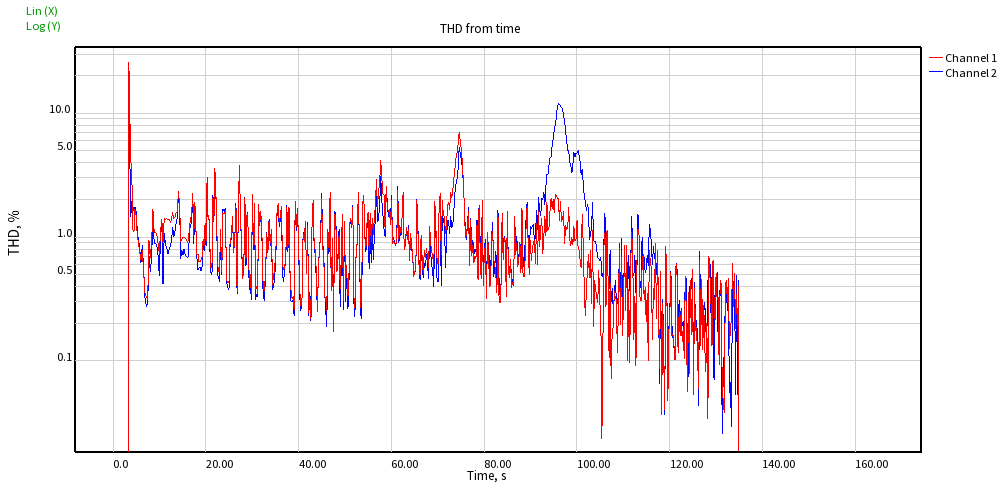 Lin (X)
Log (Y)
THD from time
Channel 1
Channel 2
THD, %
10.0
5.0
1.0
0.5
0.1
0.0 20.00 40.00 60.00 80.00 100.00 120.00 140.00 160.00
Time, s